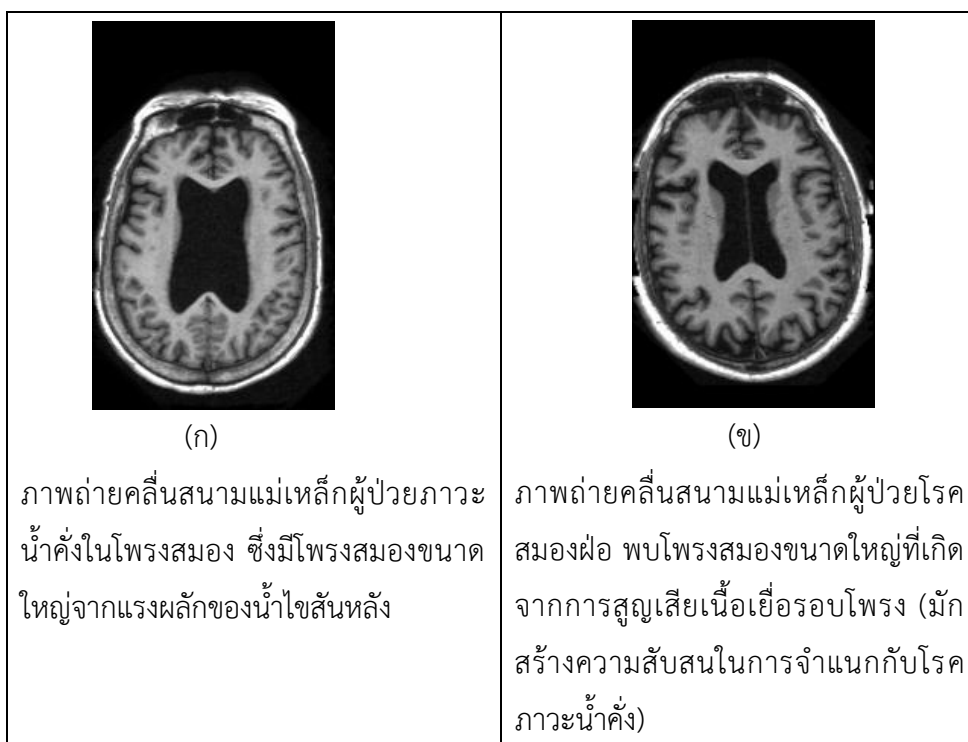 (ก)
ภาพถ่ายคลื่นสนามแม่เหล็กผู้ป่วยภาวะ
น้ำคั่งในโพรงสมอง ซึ่งมีโพรงสมองขนาด
ใหญ่จากแรงผลักของน้ำไขสันหลัง
(ข)
ภาพถ่ายคลื่นสนามแม่เหล็กผู้ป่วยโรค
สมองฝ่อ พบโพรงสมองขนาดใหญ่ที่เกิด
จากการสูญเสียเนื้อเยื่อรอบโพรง (มัก
สร้างความสับสนในการจำแนกกับโรค
ภาวะน้ำคั่ง)